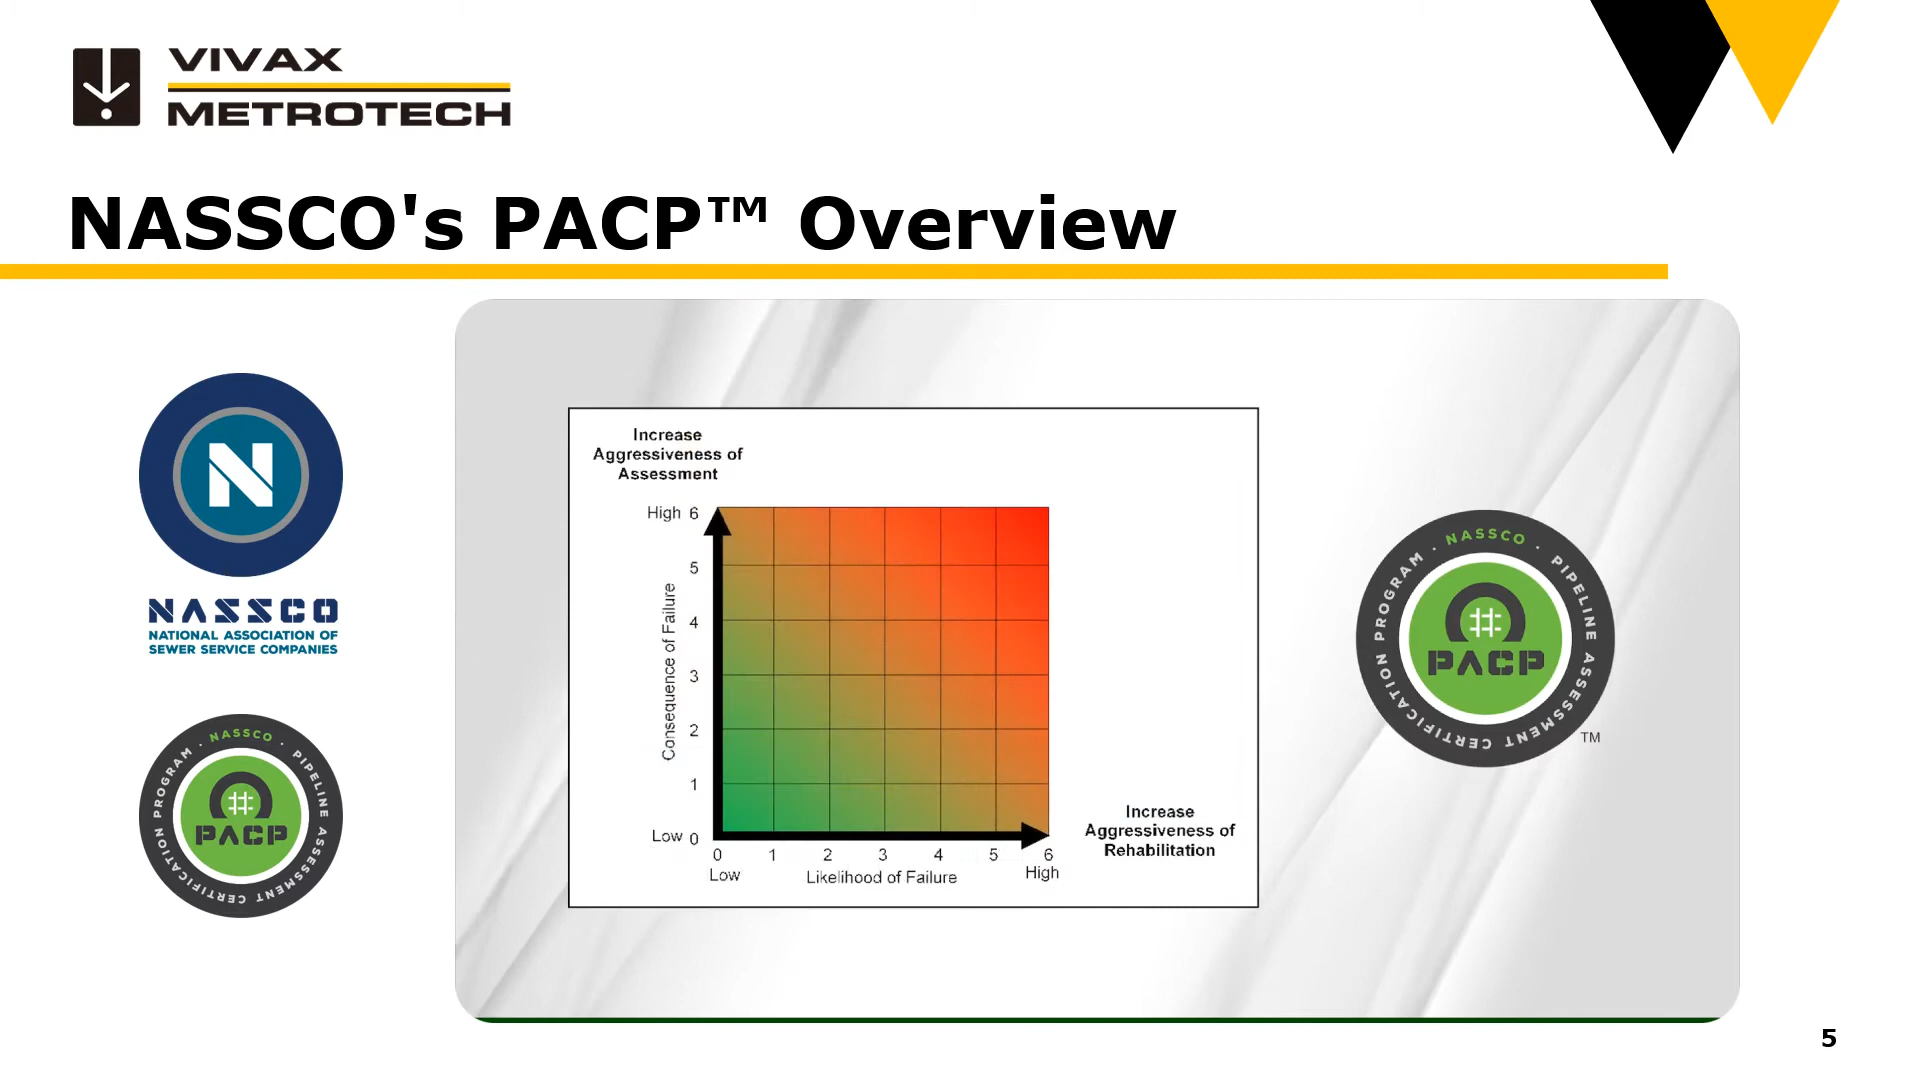 VIVAX
METROTECH
NASSCO's PACP™ Overview
N
NASSCO
NATIONAL ASSOCIATION OF
SEWER SERVICE COMPANIES
· NASSCO · PIPELINE ASSESSMENT CERTIFICATION PROGRAM
PACP
Increase
Aggressiveness of
Assessment
High 6
5
4
3
2
1
Low 0
Consequence of Failure
0 1 2 3 4 5 6
Low Likelihood of Failure High
Increase
Aggressiveness of
Rehabilitation
· NASSCO · PIPELINE ASSESSMENT CERTIFICATION PROGRAM
PACP
TM
5